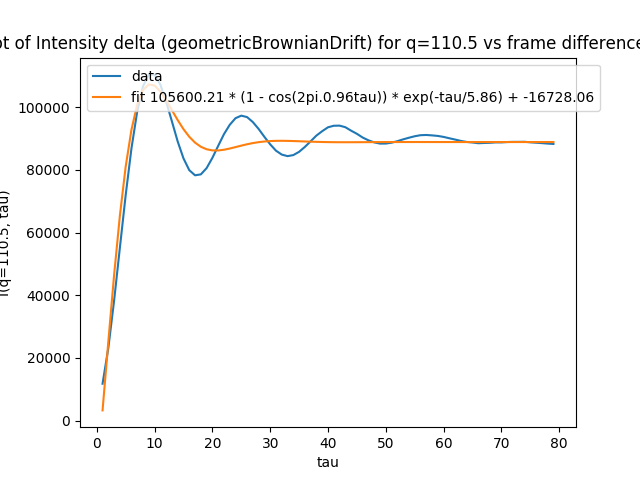 ot of Intensity delta (geometricBrownianDrift) for q=110.5 vs frame difference
data
fit 105600.21 * (1 - cos(2pi.0.96tau)) * exp(-tau/5.86) + -16728.06
I(q=110.5, tau)
100000
80000
60000
40000
20000
0
0 10 20 30 40 50 60 70 80
tau